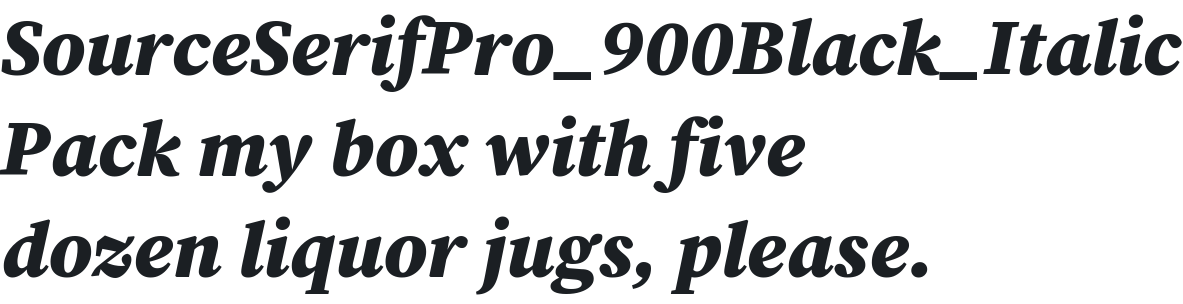 SourceSerifPro_900Black_Italic
Pack my box with five
dozen liquor jugs, please.